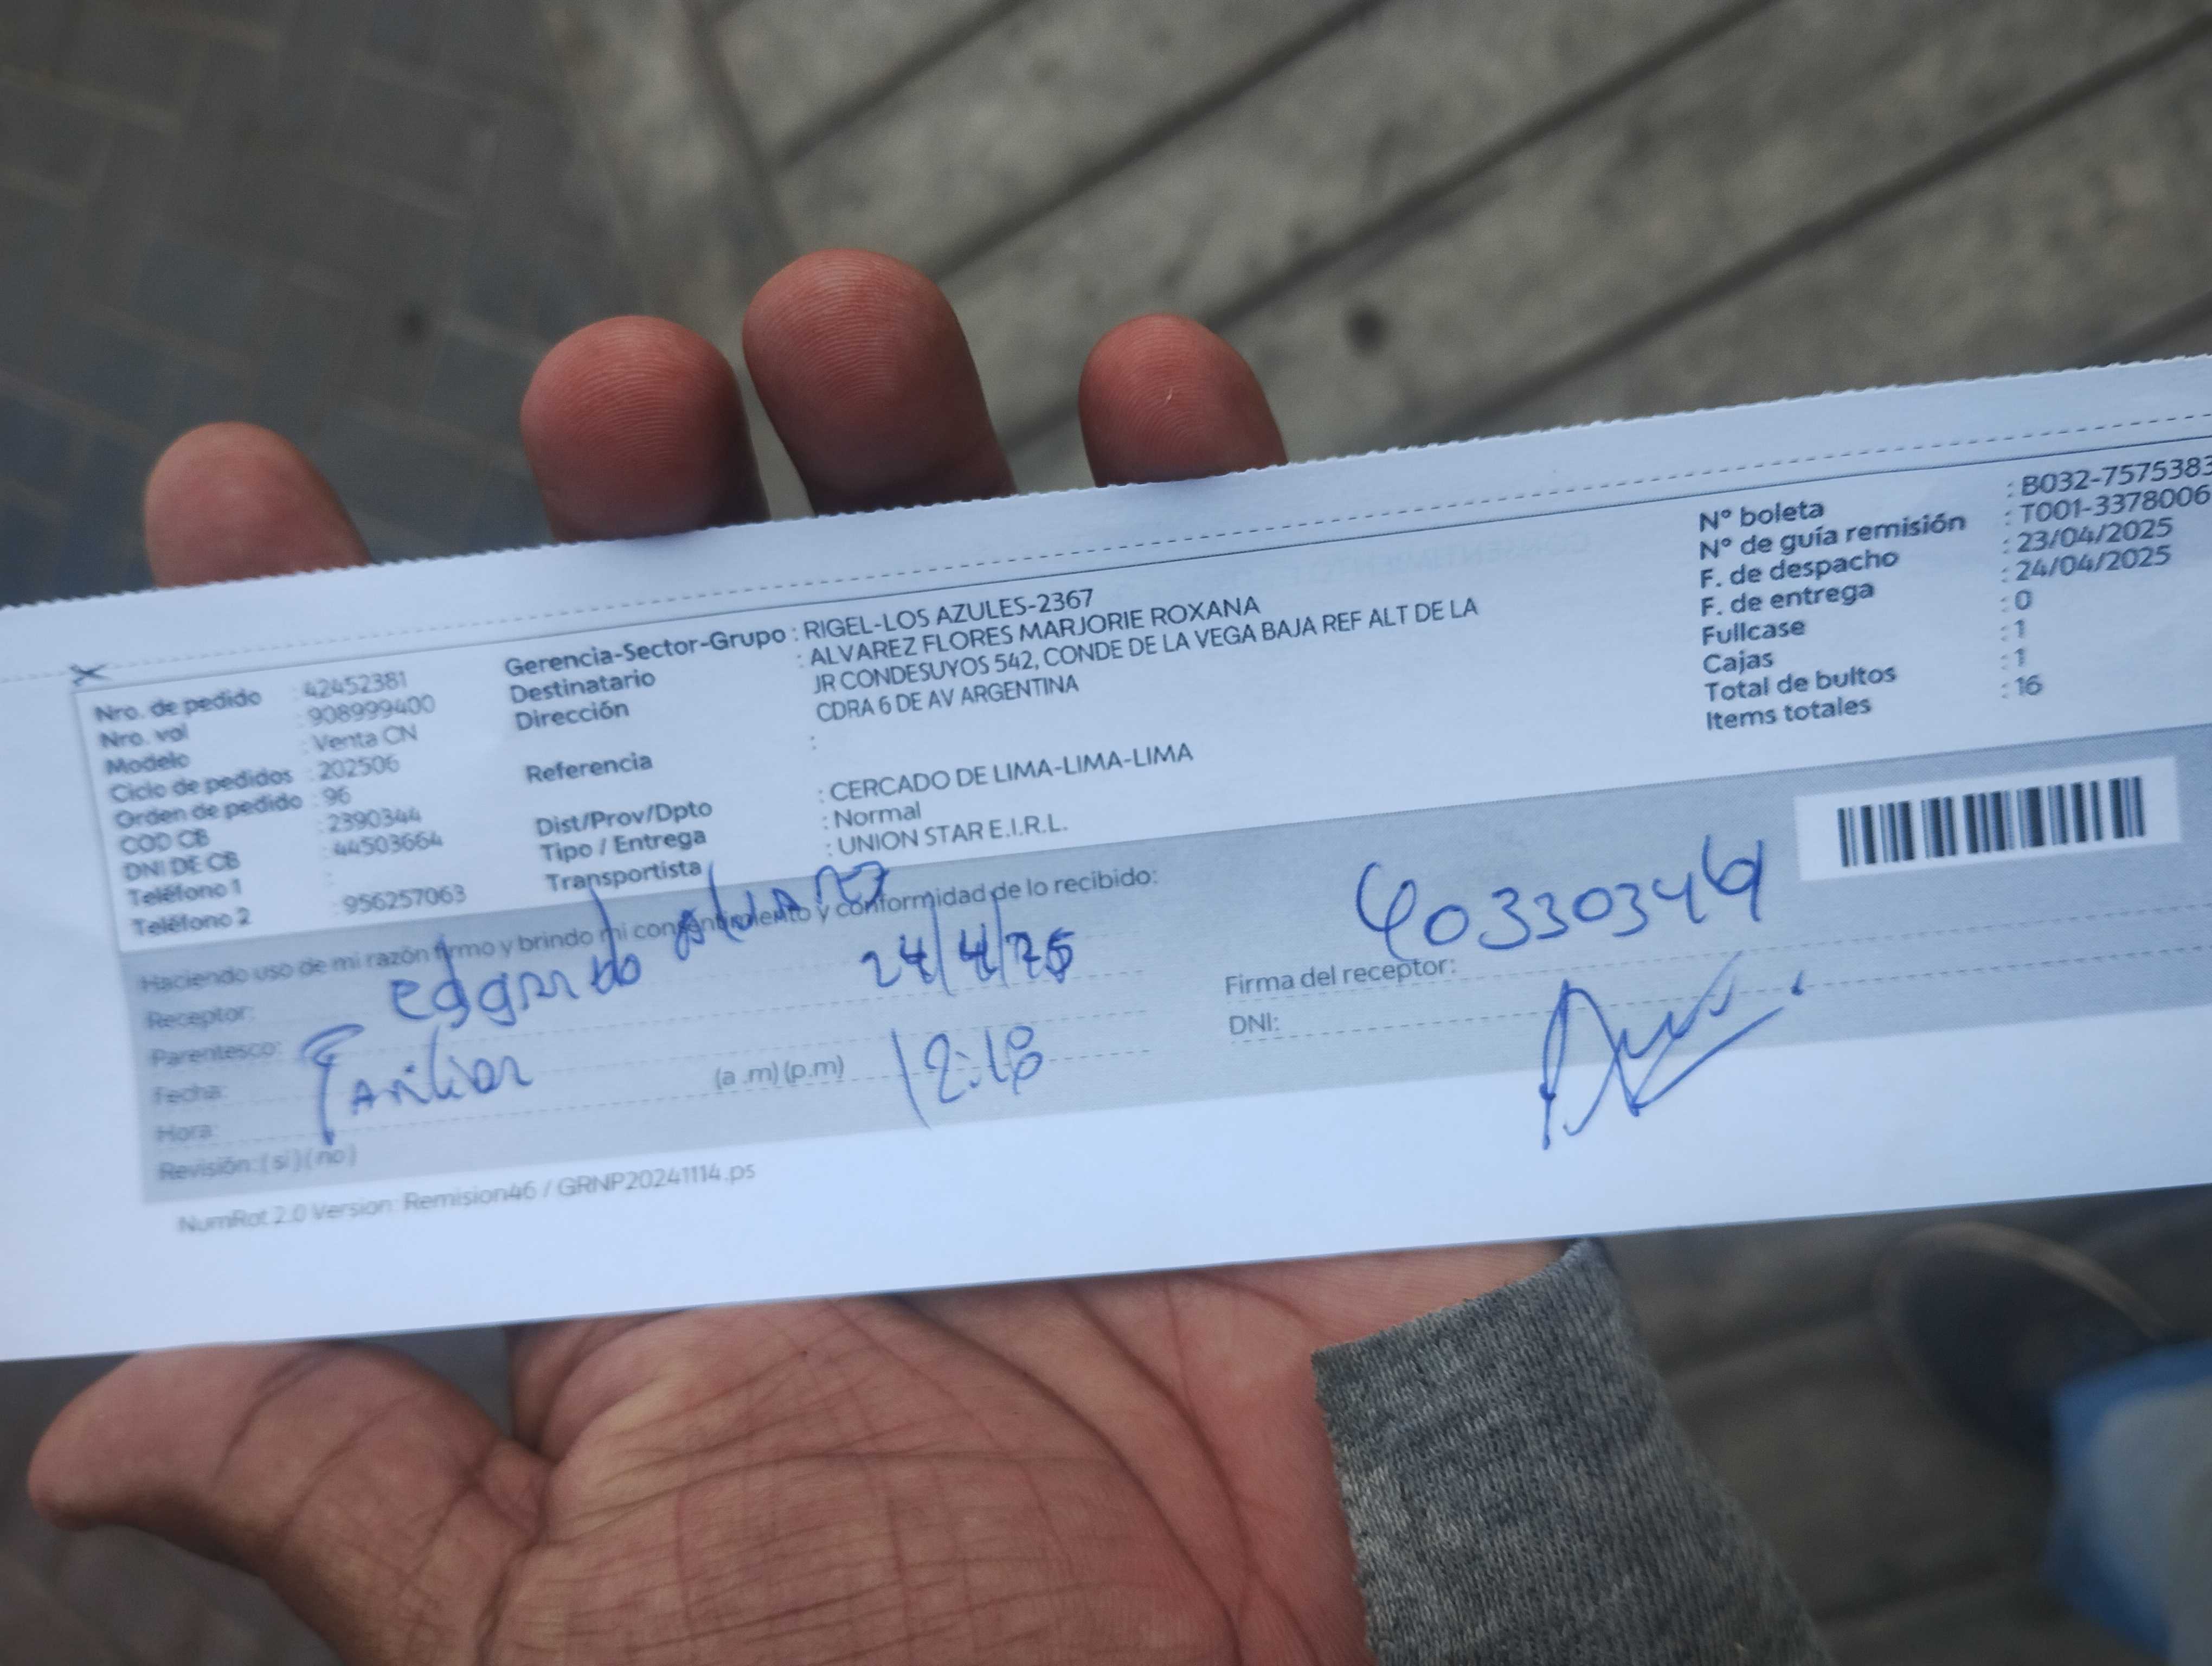 Nro. de pedido : 42452381
Nro. vol : 908999400
Modelo : Venta CN
Ciclo de pedidos : 202506
Orden de pedido : 96
COD CB : 2390344
DNI DE CB : 44503664
Teléfono 1 :
Teléfono 2 : 956257063
Gerencia-Sector-Grupo : RIGEL-LOS AZULES-2367
Destinatario : ALVAREZ FLORES MARJORIE ROXANA
Dirección JR CONDESUYOS 542, CONDE DE LA VEGA BAJA REF ALT DE LA
CDRA 6 DE AV ARGENTINA
Referencia :
Dist/Prov/Dpto : CERCADO DE LIMA-LIMA-LIMA
Tipo / Entrega : Normal
Transportista : UNION STAR E.I.R.L.
N° boleta : B032-7575383
N° de guía remisión : T001-3378006
F. de despacho : 23/04/2025
F. de entrega : 24/04/2025
Fullcase : 0
Cajas : 1
Total de bultos : 1
Items totales : 16
Haciendo uso de mi razón firmo y brindo mi consentimiento y conformidad de lo recibido:
Receptor: edgardo alvarez
Parentesco: Familiar
Fecha: 24/4/25
Hora: (a .m) (p.m) 12:18
Revisión: ( si ) ( no )
Firma del receptor:
DNI:
NumRot 2.0 Version: Remision46 / GRNP20241114.ps